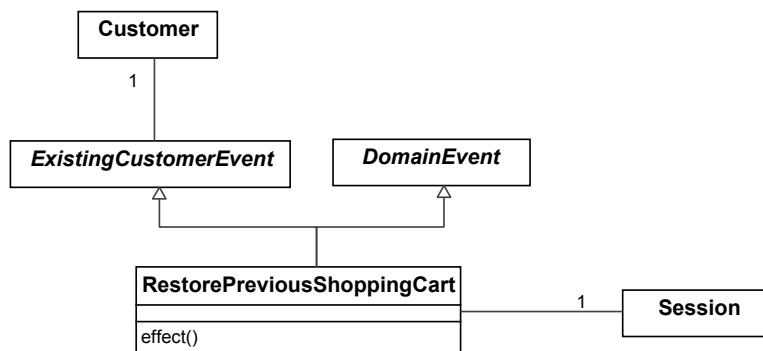 Customer
1
ExistingCustomerEvent
DomainEvent
RestorePreviousShoppingCart
1
Session
effect()